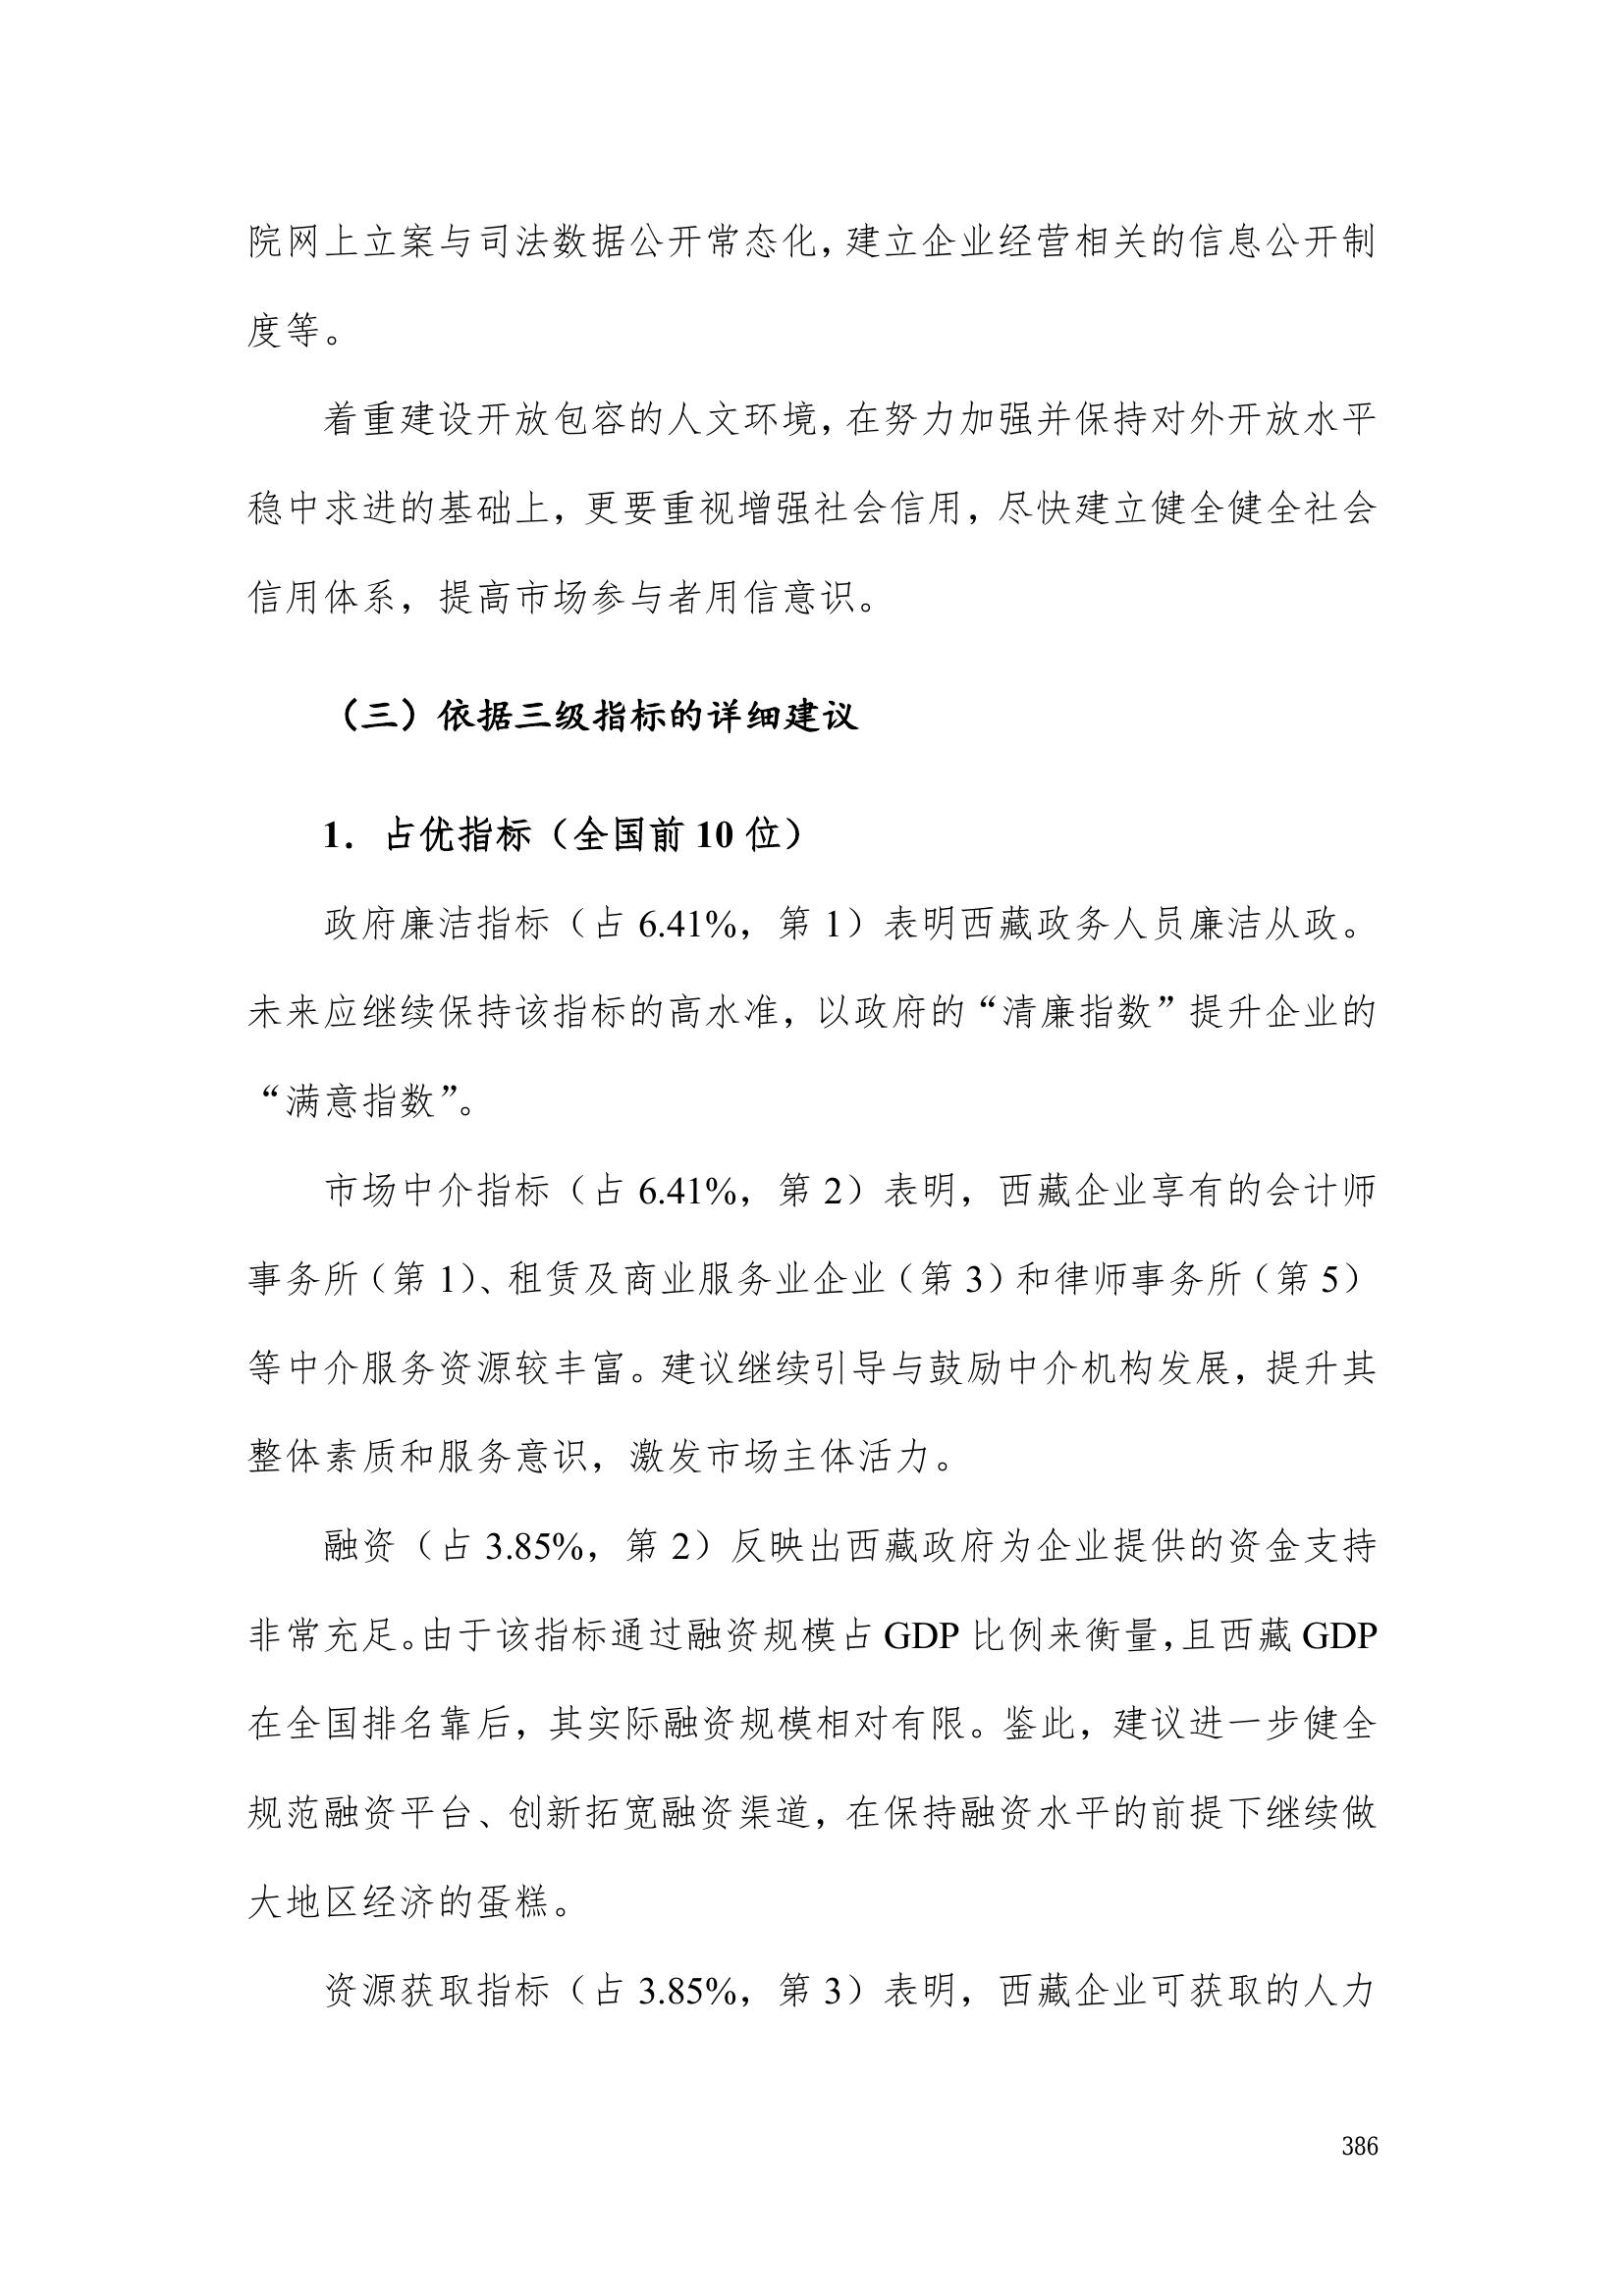 院网上立案与司法数据公开常态化，建立企业经营相关的信息公开制
度等。
着重建设开放包容的人文环境，在努力加强并保持对外开放水平
稳中求进的基础上，更要重视增强社会信用，尽快建立健全健全社会
信用体系，提高市场参与者用信意识。
（三）依据三级指标的详细建议
1．占优指标（全国前 10 位）
政府廉洁指标（占 6.41%，第 1）表明西藏政务人员廉洁从政。
未来应继续保持该指标的高水准，以政府的“清廉指数”提升企业的
“满意指数”。
市场中介指标（占 6.41%，第 2）表明，西藏企业享有的会计师
事务所（第 1）、租赁及商业服务业企业（第 3）和律师事务所（第 5）
等中介服务资源较丰富。建议继续引导与鼓励中介机构发展，提升其
整体素质和服务意识，激发市场主体活力。
融资（占 3.85%，第 2）反映出西藏政府为企业提供的资金支持
非常充足。由于该指标通过融资规模占 GDP 比例来衡量，且西藏 GDP
在全国排名靠后，其实际融资规模相对有限。鉴此，建议进一步健全
规范融资平台、创新拓宽融资渠道，在保持融资水平的前提下继续做
大地区经济的蛋糕。
资源获取指标（占 3.85%，第 3）表明，西藏企业可获取的人力
386